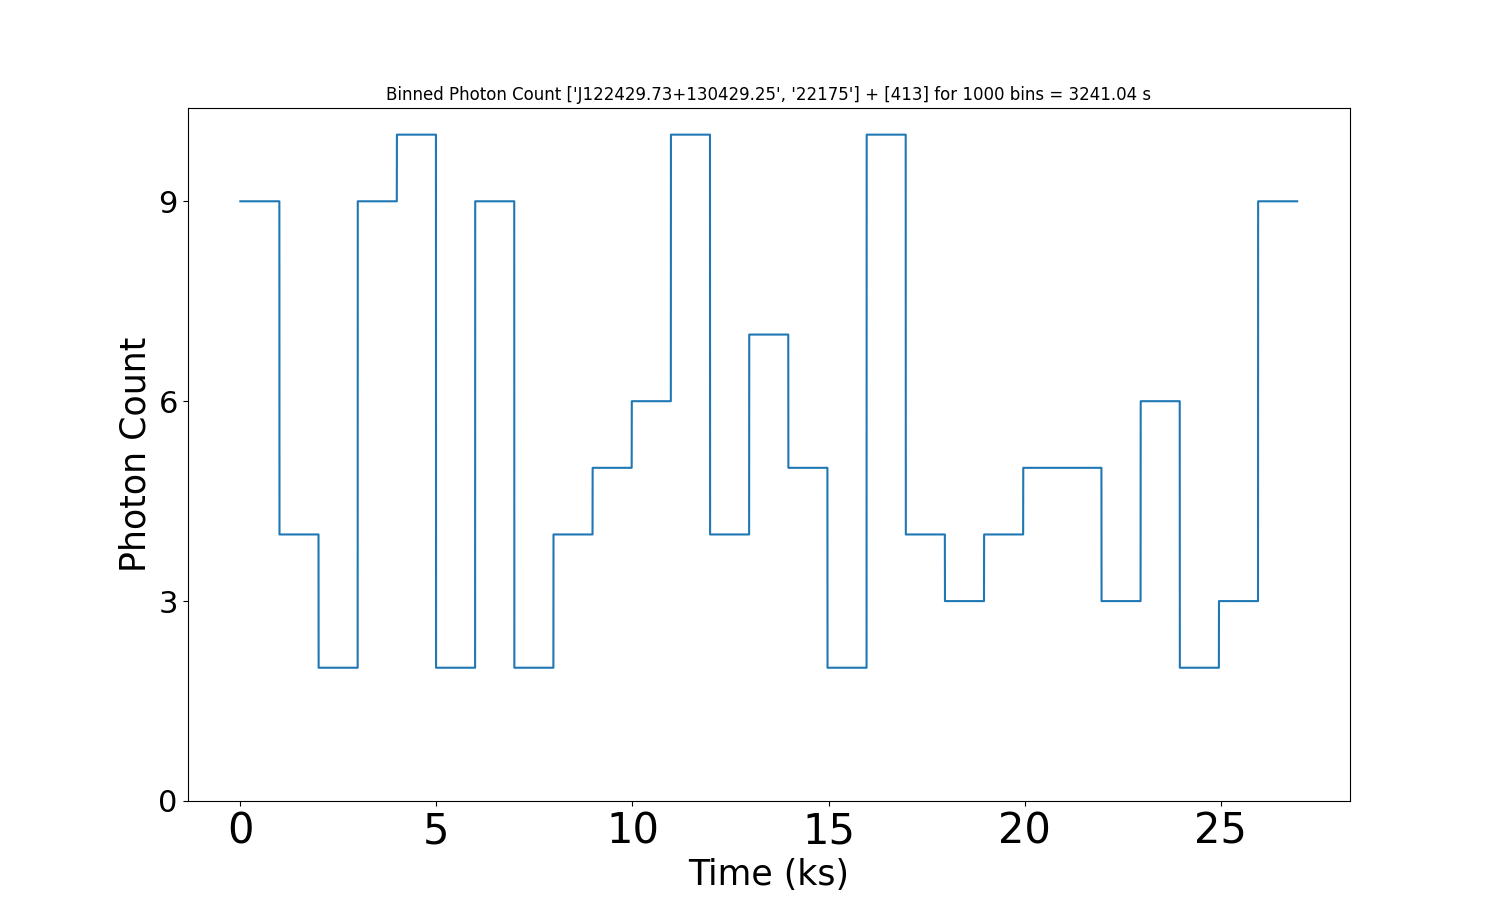 Binned Photon Count ['J122429.73+130429.25', '22175'] + [413] for 1000 bins = 3241.04 s
9
6
3
0
Photon Count
0 5 10 15 20 25
Time (ks)